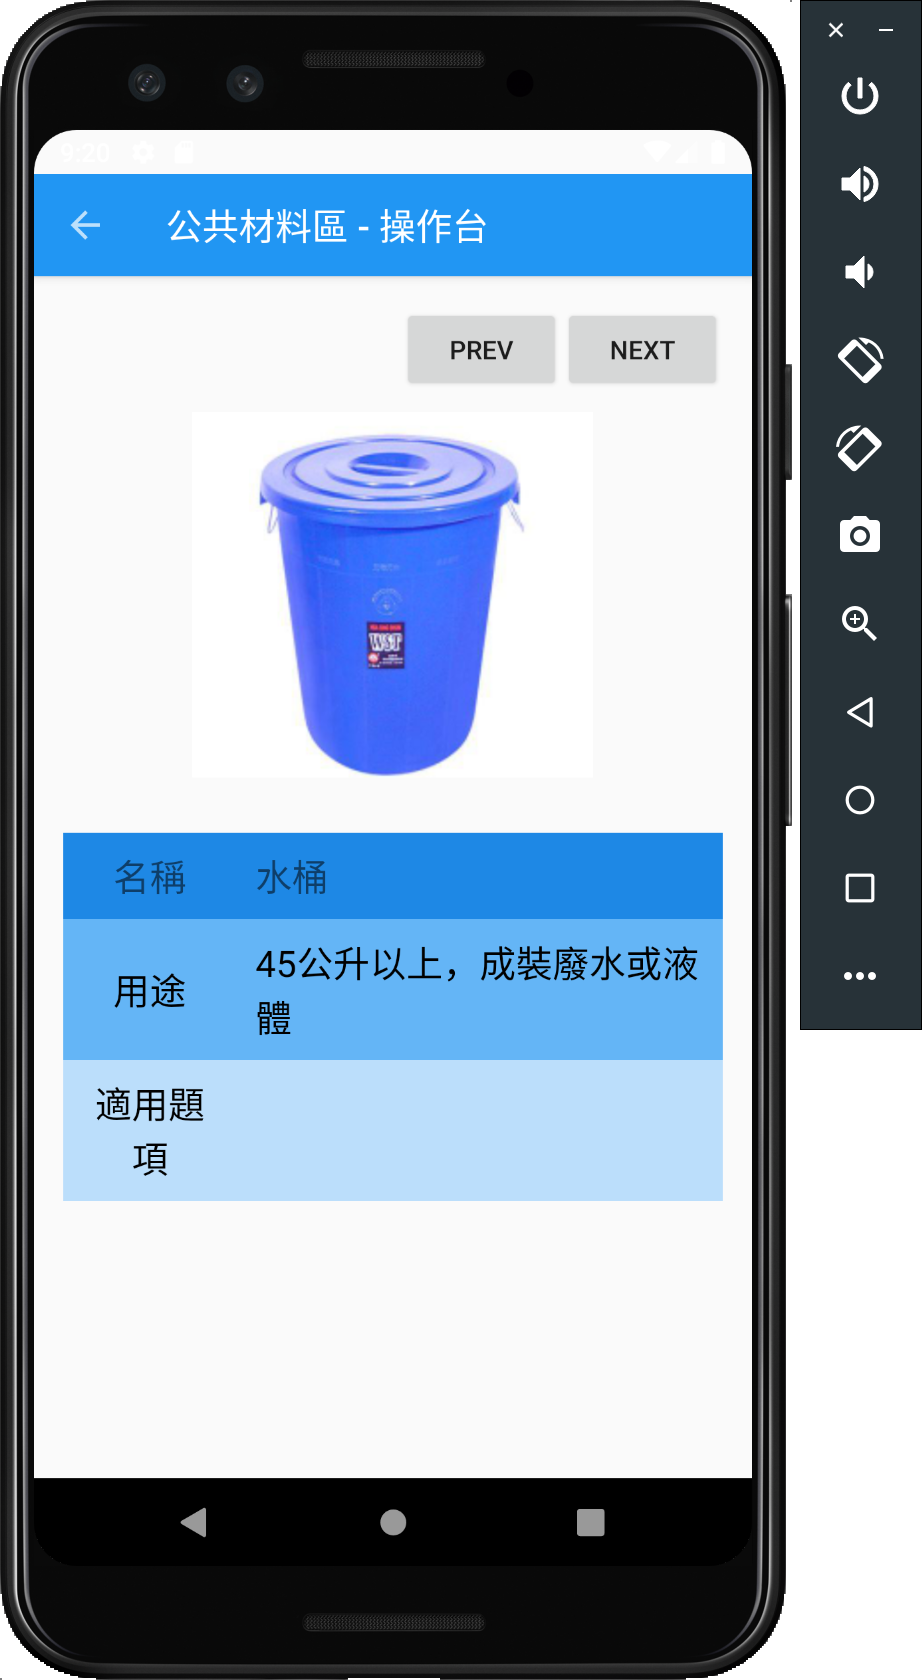 9:20
公共材料區 - 操作台
PREV
NEXT
WST
名稱
水桶
用途
45公升以上，成裝廢水或液
體
適用題
項